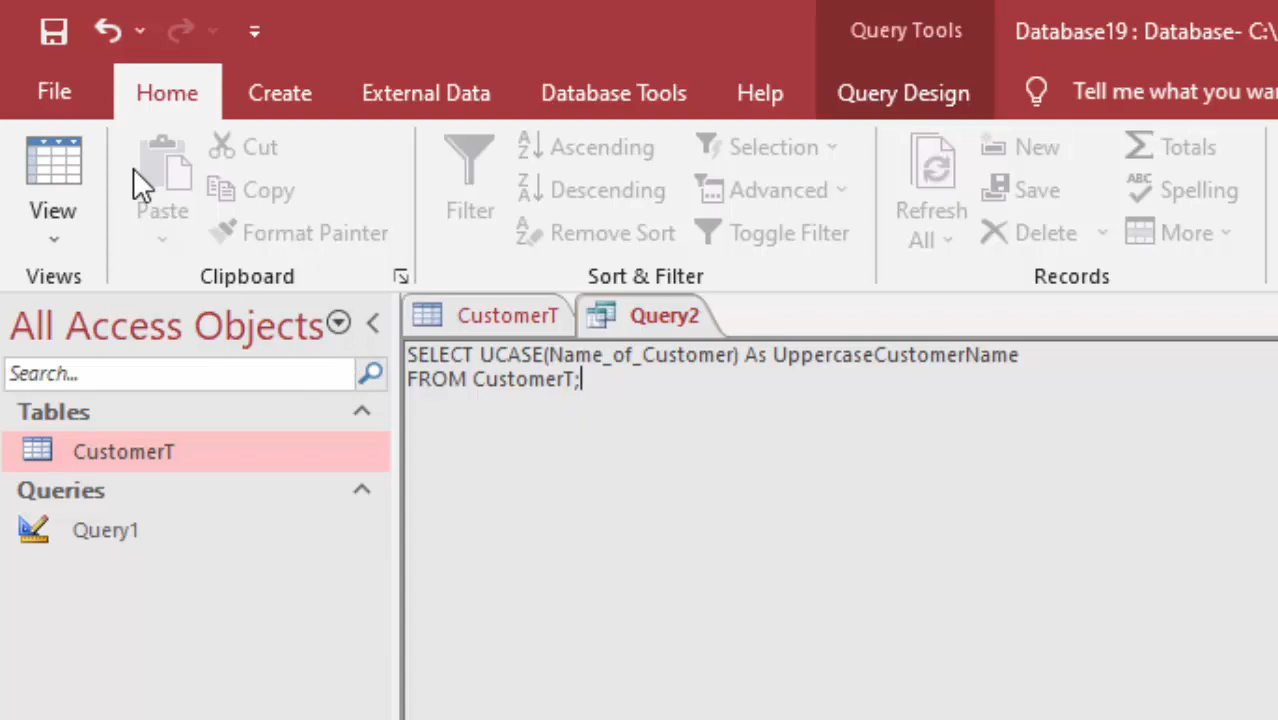 Query Tools
Database19 : Database- C:\
File
Home
Create
External Data
Database Tools
Help
Query Design
Tell me what you wa
View
Paste
Cut
Copy
Format Painter
Filter
Ascending
Descending
Remove Sort
Selection
Advanced
Toggle Filter
Refresh
All
New
Save
Delete
Totals
Spelling
More
Views
Clipboard
Sort & Filter
Records
All Access Objects
CustomerT
Query2
Search...
Tables
CustomerT
Queries
Query1
SELECT UCASE(Name_of_Customer) As UppercaseCustomerName
FROM CustomerT;